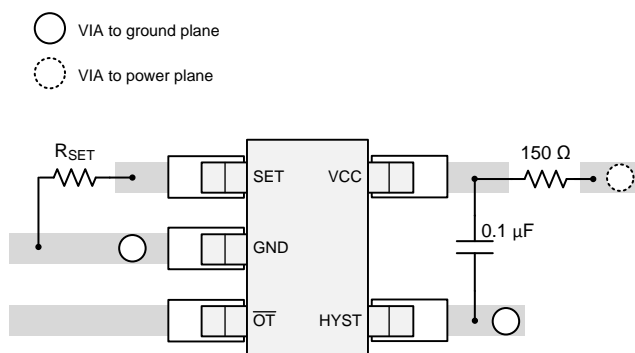 VIA to ground plane
VIA to power plane
RSET
150 Ω
SET
VCC
0.1 µF
GND
OT
HYST